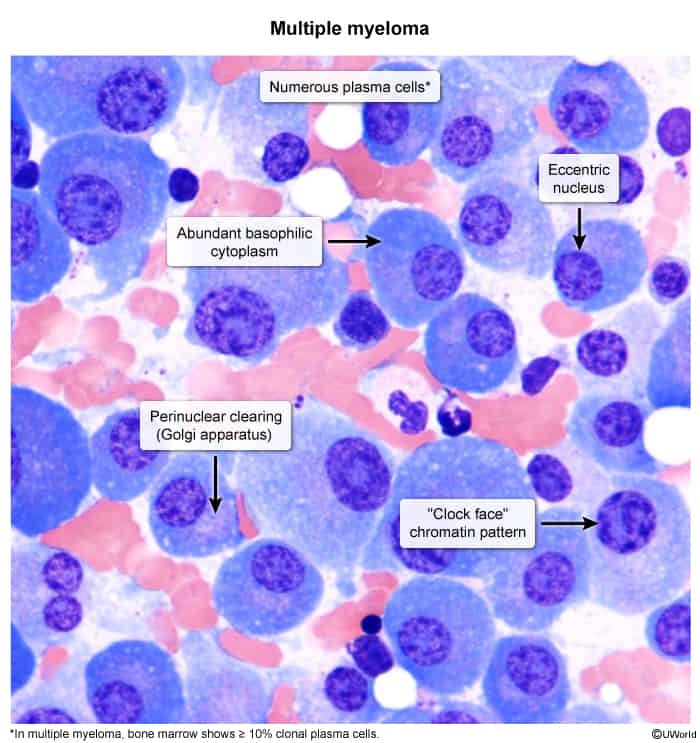 Multiple myeloma
Numerous plasma cells*
Eccentric
nucleus
Abundant basophilic
cytoplasm
Perinuclear clearing
(Golgi apparatus)
"Clock face"
chromatin pattern
*In multiple myeloma, bone marrow shows ≥ 10% clonal plasma cells.
©UWorld